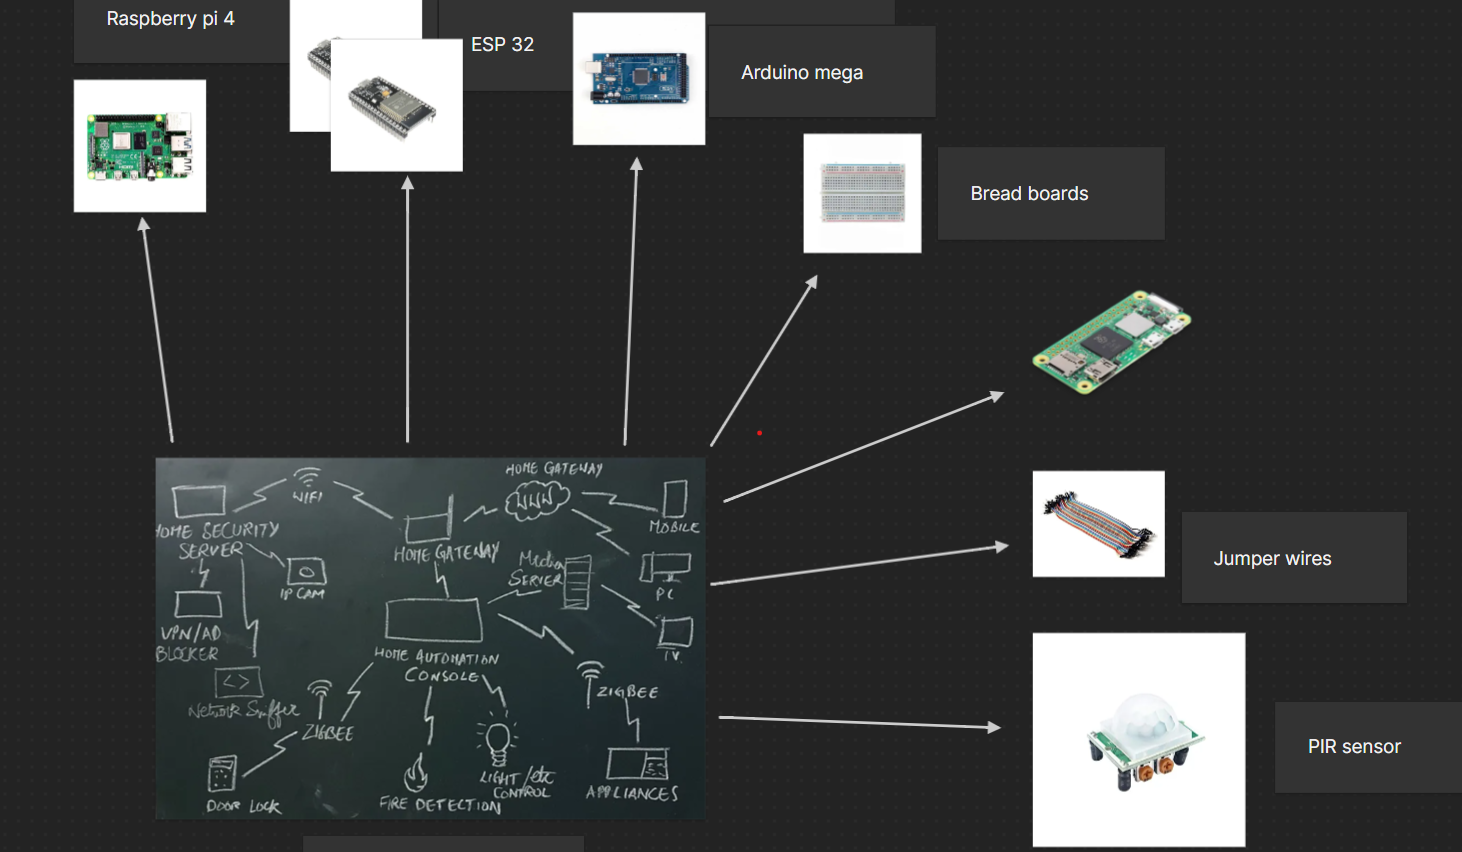 Raspberry pi 4
ESP 32
Arduino mega
Bread boards
Jumper wires
PIR sensor
HOME GATEWAY
WIFI
WWW
MOBILE
HOME SECURITY
SERVER
HOME GATEWAY
Media
SERVER
PC
IP CAM
VPN/AD
BLOCKER
TV.
HOME AUTOMATION
CONSOLE
< >
Network Sniffer
ZIGBEE
ZIGBEE
DOOR LOCK
FIRE DETECTION
LIGHT/etc
CONTROL
APPLIANCES